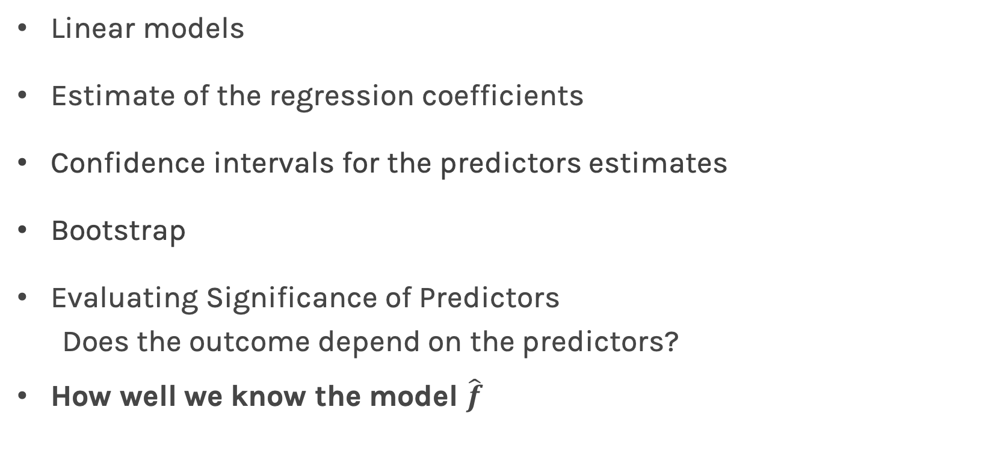 • Linear models
• Estimate of the regression coefficients
• Confidence intervals for the predictors estimates
• Bootstrap
• Evaluating Significance of Predictors
Does the outcome depend on the predictors?
• How well we know the model f̂